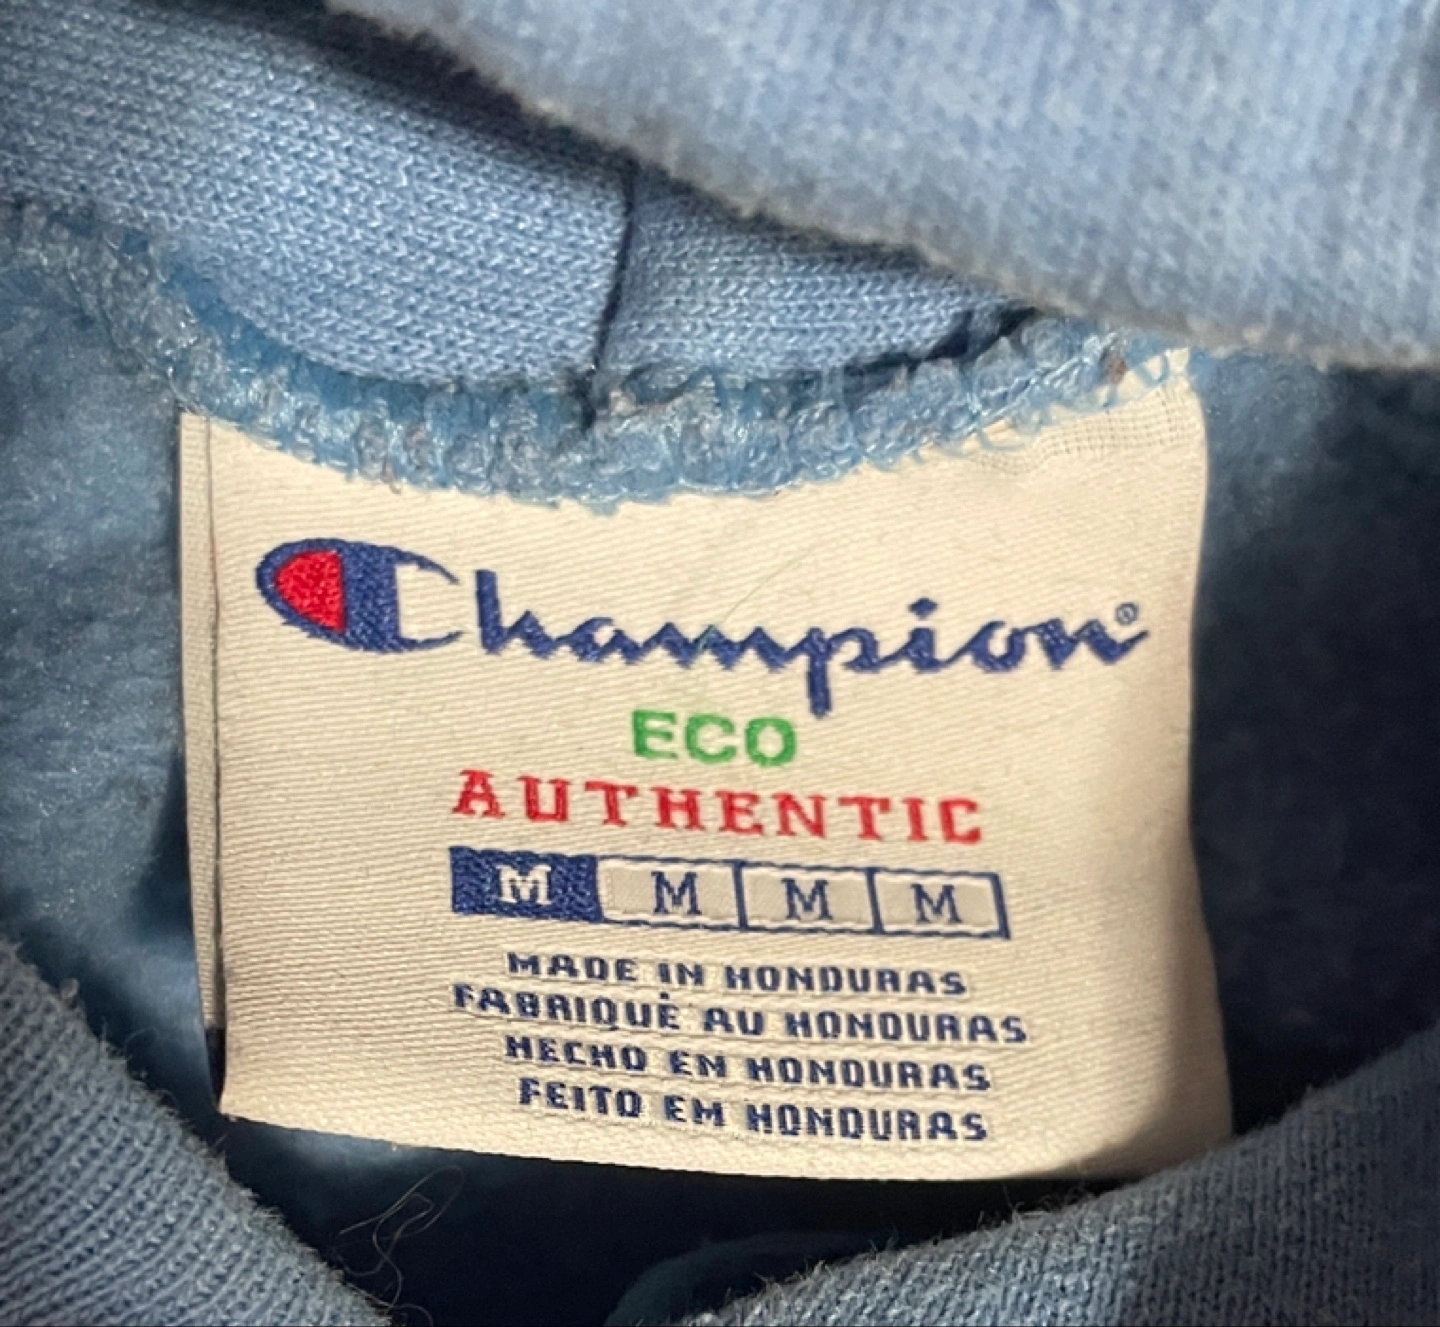 Champion®
ECO
AUTHENTIC
M M M M
MADE IN HONDURAS
FABRIQUÉ AU HONDURAS
HECHO EN HONDURAS
FEITO EM HONDURAS